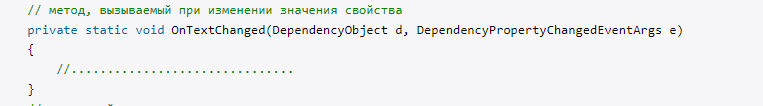 // метод, вызываемый при изменении значения свойства
private static void OnTextChanged(DependencyObject d, DependencyPropertyChangedEventArgs e)
{
//...............................
}